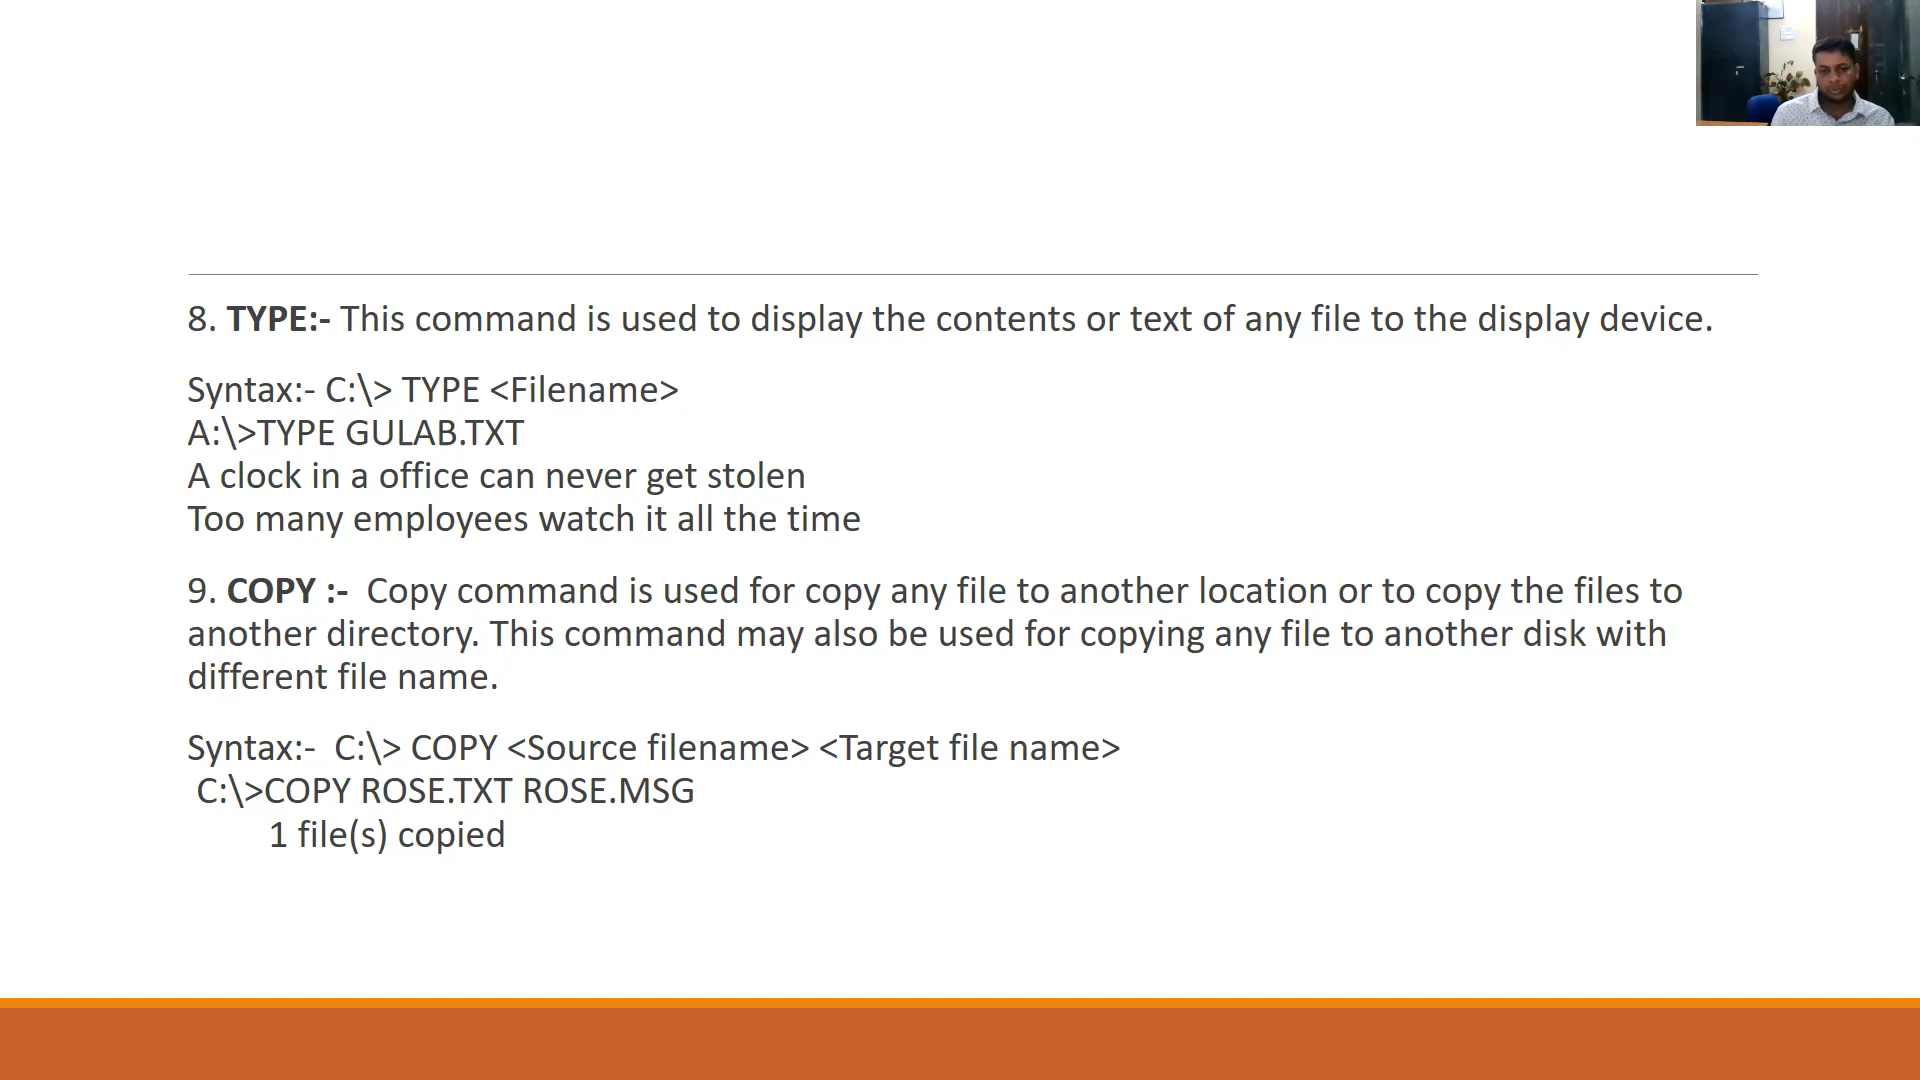 8. TYPE:- This command is used to display the contents or text of any file to the display device.
Syntax:- C:\> TYPE <Filename>
A:\>TYPE GULAB.TXT
A clock in a office can never get stolen
Too many employees watch it all the time
9. COPY :-  Copy command is used for copy any file to another location or to copy the files to
another directory. This command may also be used for copying any file to another disk with
different file name.
Syntax:-  C:\> COPY <Source filename> <Target file name>
C:\>COPY ROSE.TXT ROSE.MSG
1 file(s) copied